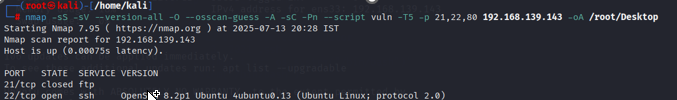 (root㉿kali)-[/home/kali]
# nmap -sS -sV --version-all -O --osscan-guess -A -sC -Pn --script vuln -T5 -p 21,22,80 192.168.139.143 -oA /root/Desktop
Starting Nmap 7.95 ( https://nmap.org ) at 2025-07-13 20:28 IST
Nmap scan report for 192.168.139.143
Host is up (0.00075s latency).
PORT STATE SERVICE VERSION
21/tcp closed ftp
22/tcp open ssh 8.2p1 Ubuntu 4ubuntu0.13 (Ubuntu Linux; protocol 2.0)